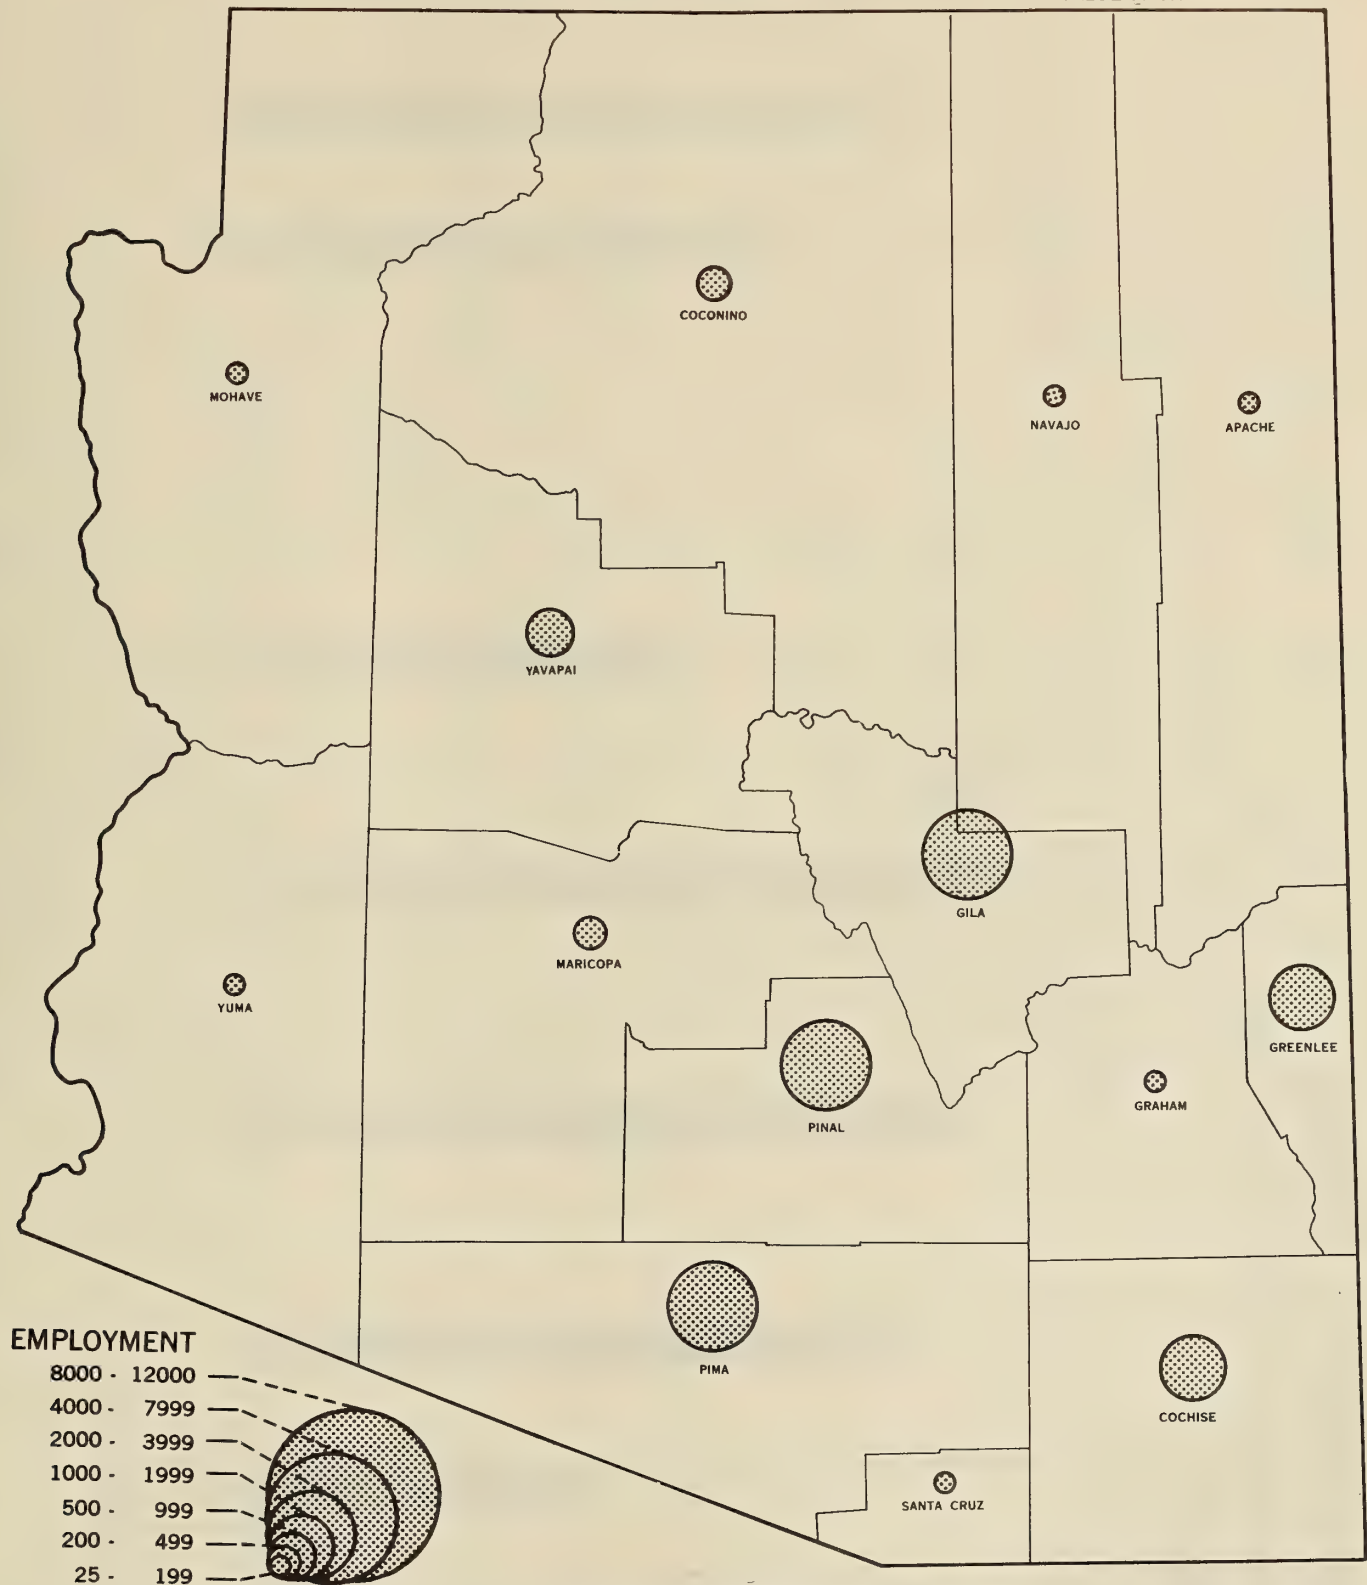 COCONINO
MOHAVE
NAVAJO
APACHE
YAVAPAI
GILA
MARICOPA
YUMA
GREENLEE
GRAHAM
PINAL
PIMA
COCHISE
SANTA CRUZ
EMPLOYMENT
8000 - 12000
4000 - 7999
2000 - 3999
1000 - 1999
500 - 999
200 - 499
25 - 199